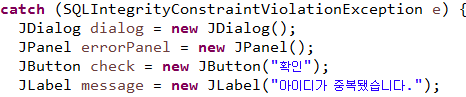 catch (SQLIntegrityConstraintViolationException e) {
JDialog dialog = new JDialog();
JPanel errorPanel = new JPanel();
JButton check = new JButton("확인");
JLabel message = new JLabel("아이디가 중복됐습니다.");